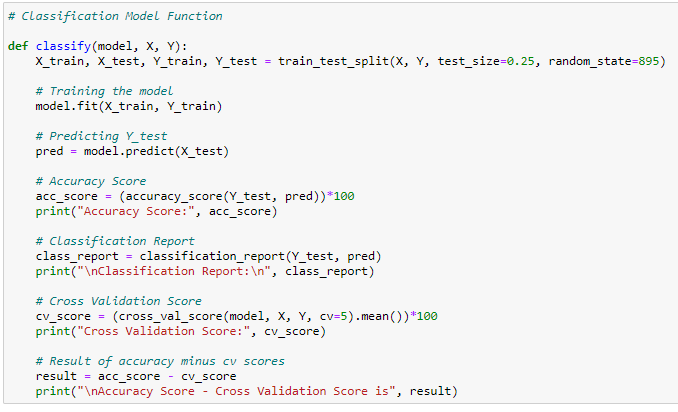 # Classification Model Function
def classify(model, X, Y):
    X_train, X_test, Y_train, Y_test = train_test_split(X, Y, test_size=0.25, random_state=895)
    # Training the model
    model.fit(X_train, Y_train)
    # Predicting Y_test
    pred = model.predict(X_test)
    # Accuracy Score
    acc_score = (accuracy_score(Y_test, pred))*100
    print("Accuracy Score:", acc_score)
    # Classification Report
    class_report = classification_report(Y_test, pred)
    print("\nClassification Report:\n", class_report)
    # Cross Validation Score
    cv_score = (cross_val_score(model, X, Y, cv=5).mean())*100
    print("Cross Validation Score:", cv_score)
    # Result of accuracy minus cv scores
    result = acc_score - cv_score
    print("\nAccuracy Score - Cross Validation Score is", result)